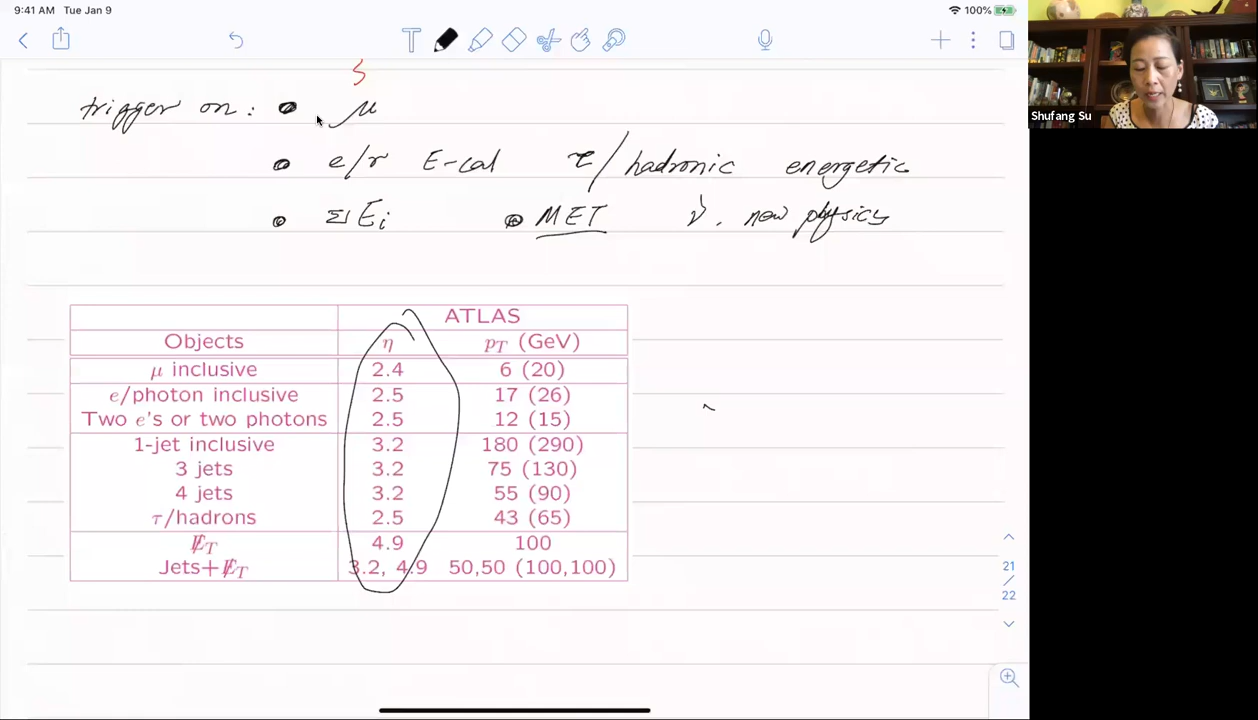 9:41 AM Tue Jan 9
100%
S
trigger on: • μ
• e/γ E-cal τ/hadronic energetic
• ΣEi • MET ν. new physics
ATLAS
Objects η pT (GeV)
μ inclusive 2.4 6 (20)
e/photon inclusive 2.5 17 (26)
Two e's or two photons 2.5 12 (15)
1-jet inclusive 3.2 180 (290)
3 jets 3.2 75 (130)
4 jets 3.2 55 (90)
τ/hadrons 2.5 43 (65)
E̸T 4.9 100
Jets+E̸T 3.2, 4.9 50,50 (100,100)
21
/
22
Shufang Su